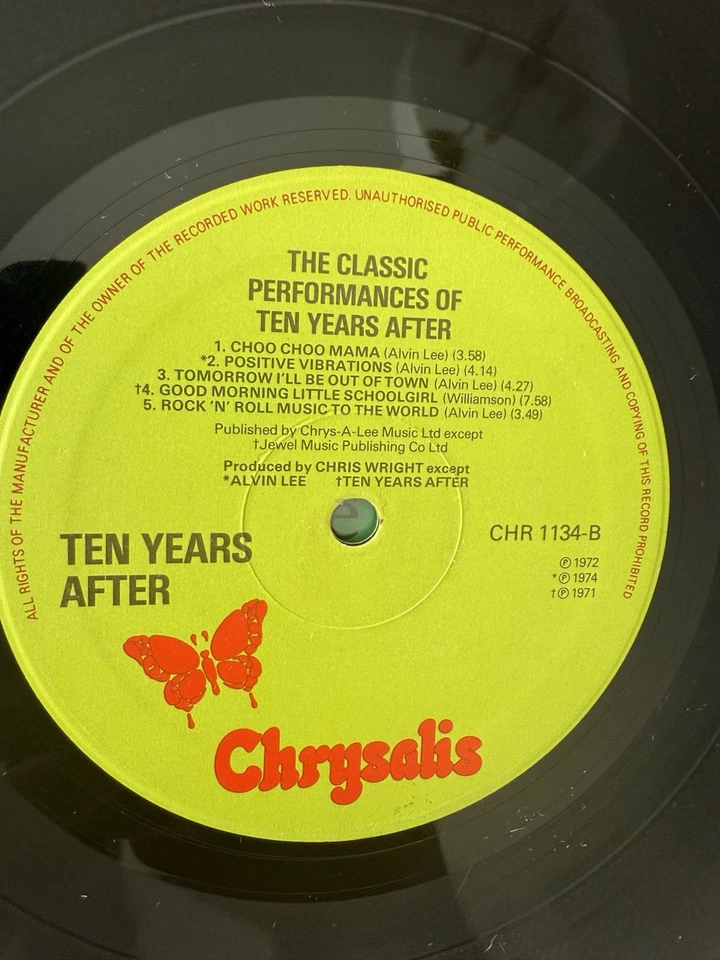 ALL RIGHTS OF THE MANUFACTURER AND OF THE OWNER OF THE RECORDED WORK RESERVED. UNAUTHORISED PUBLIC PERFORMANCE BROADCASTING AND COPYING OF THIS RECORD PROHIBITED
THE CLASSIC
PERFORMANCES OF
TEN YEARS AFTER
1. CHOO CHOO MAMA (Alvin Lee) (3.58)
*2. POSITIVE VIBRATIONS (Alvin Lee) (4.14)
3. TOMORROW I'LL BE OUT OF TOWN (Alvin Lee) (4.27)
†4. GOOD MORNING LITTLE SCHOOLGIRL (Williamson) (7.58)
5. ROCK 'N' ROLL MUSIC TO THE WORLD (Alvin Lee) (3.49)
Published by Chrys-A-Lee Music Ltd except
†Jewel Music Publishing Co Ltd
Produced by CHRIS WRIGHT except
*ALVIN LEE †TEN YEARS AFTER
CHR 1134-B
℗ 1972
*℗ 1974
†℗ 1971
TEN YEARS
AFTER
Chrysalis